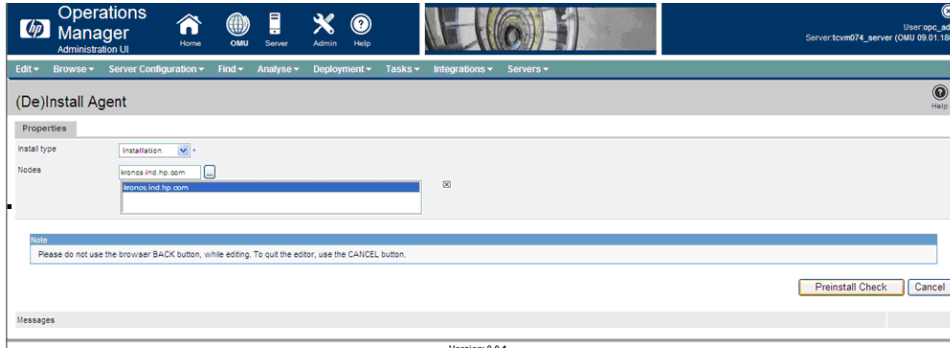 hp Operations Manager
Administration UI
Home OMU Server Admin Help
User:opc_ad
Server:tcvm074_server (OMU 09.01.18
Edit Browse Server Configuration Find Analyse Deployment Tasks Integrations Servers
(De)Install Agent
Help
Properties
Install type Installation *
Nodes kronos.ind.hp.com ...
kronos.ind.hp.com
Note
Please do not use the browser BACK button, while editing. To quit the editor, use the CANCEL button.
Preinstall Check Cancel
Messages